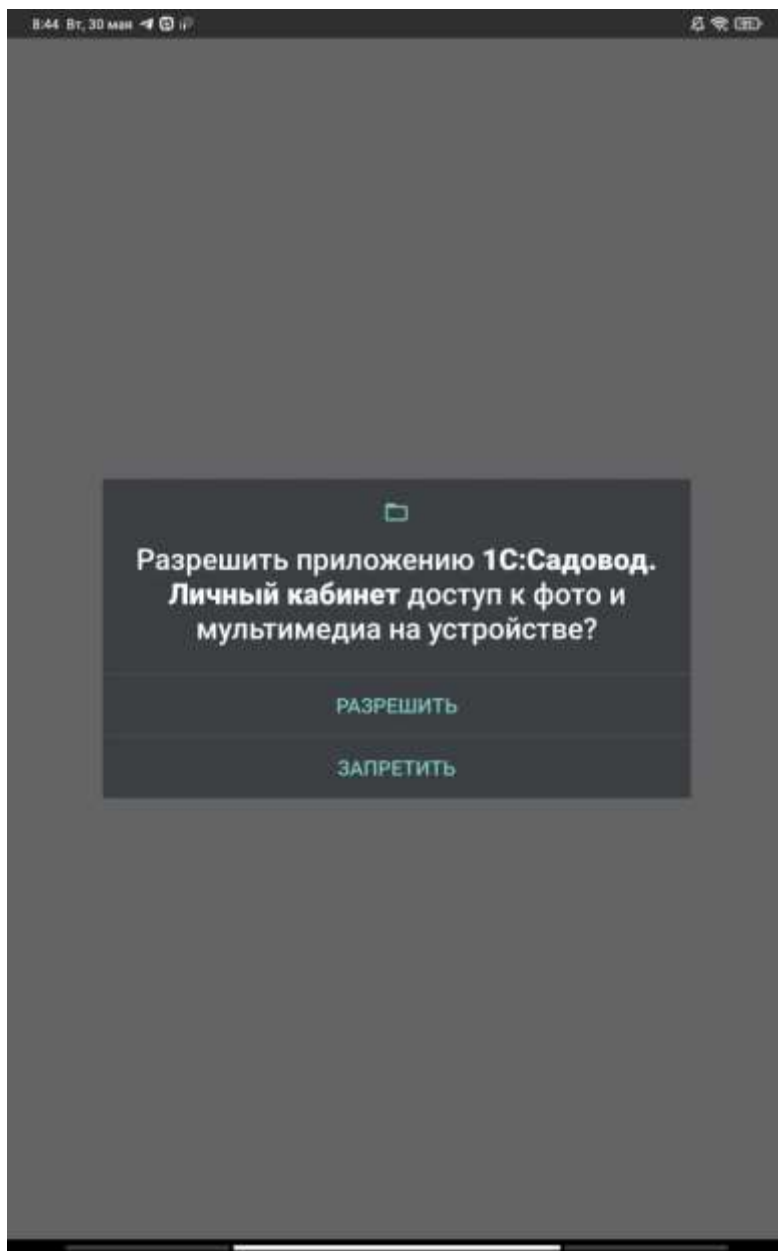 8:44 Вт, 30 мая
Разрешить приложению 1С:Садовод.
Личный кабинет доступ к фото и
мультимедиа на устройстве?
РАЗРЕШИТЬ
ЗАПРЕТИТЬ